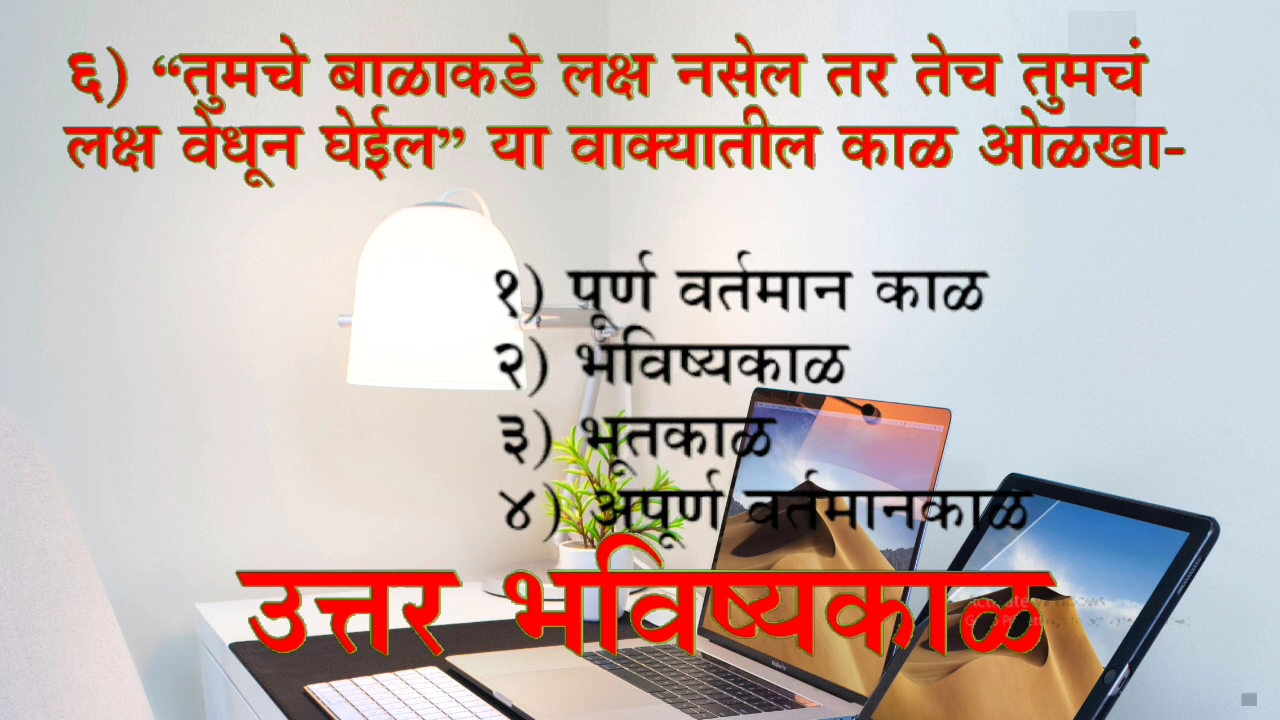 ६) “तुमचे बाळाकडे लक्ष नसेल तर तेच तुमचं
लक्ष वेधून घेईल” या वाक्यातील काळ ओळखा-
१) पूर्ण वर्तमान काळ
२) भविष्यकाळ
३) भूतकाळ
४) अपूर्ण वर्तमानकाळ
उत्तर भविष्यकाळ